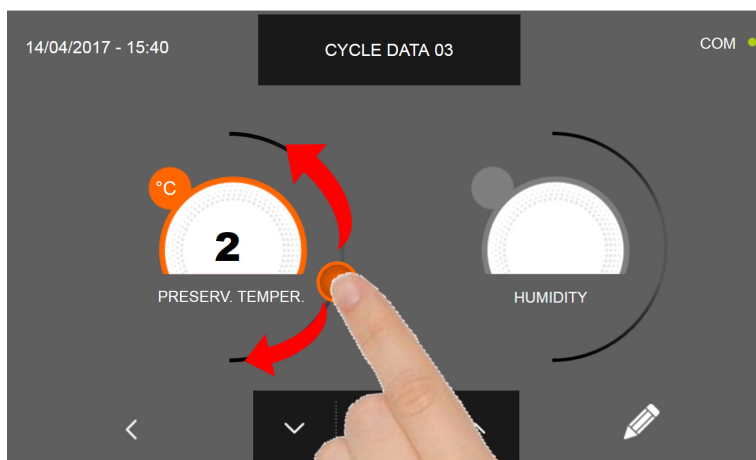 14/04/2017 - 15:40
CYCLE DATA 03
COM
°C
2
PRESERV. TEMPER.
HUMIDITY